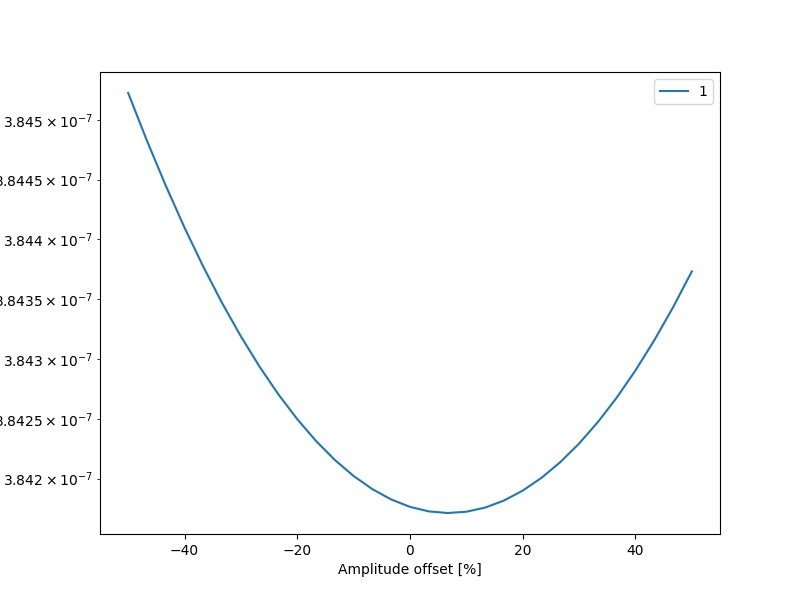 1
3.845 × 10⁻⁷
3.8445 × 10⁻⁷
3.844 × 10⁻⁷
3.8435 × 10⁻⁷
3.843 × 10⁻⁷
3.8425 × 10⁻⁷
3.842 × 10⁻⁷
−40 −20 0 20 40
Amplitude offset [%]